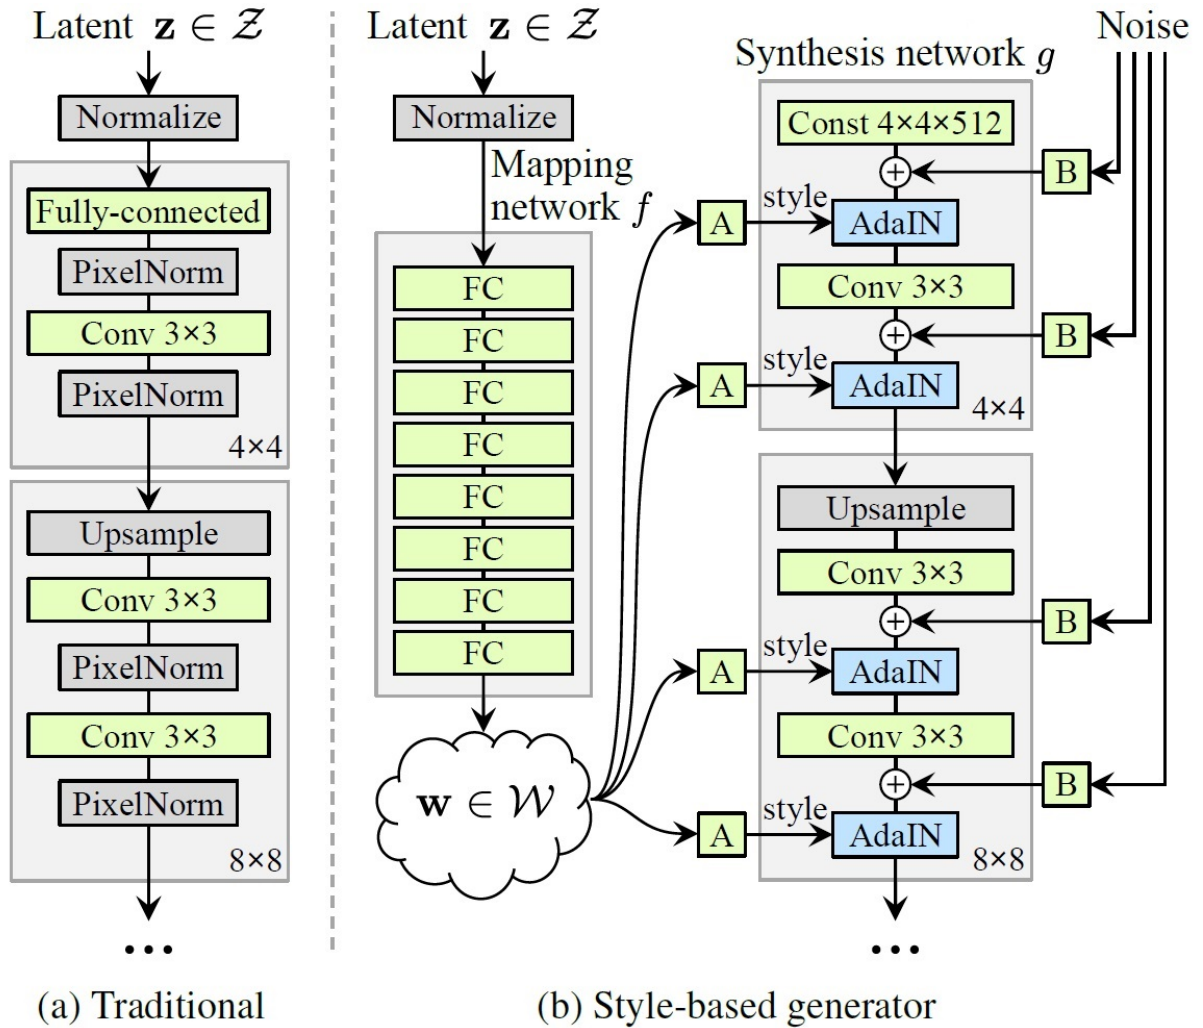 Latent z ∈ 𝒵
Normalize
Fully-connected
PixelNorm
Conv 3×3
PixelNorm
4×4
Upsample
Conv 3×3
PixelNorm
Conv 3×3
PixelNorm
8×8
...
(a) Traditional
Latent z ∈ 𝒵
Normalize
Mapping
network f
FC
FC
FC
FC
FC
FC
FC
FC
w ∈ 𝒲
Noise
Synthesis network g
Const 4×4×512
+
B
A
style
AdaIN
Conv 3×3
+
B
A
style
AdaIN
4×4
Upsample
Conv 3×3
+
B
A
style
AdaIN
Conv 3×3
+
B
A
style
AdaIN
8×8
...
(b) Style-based generator